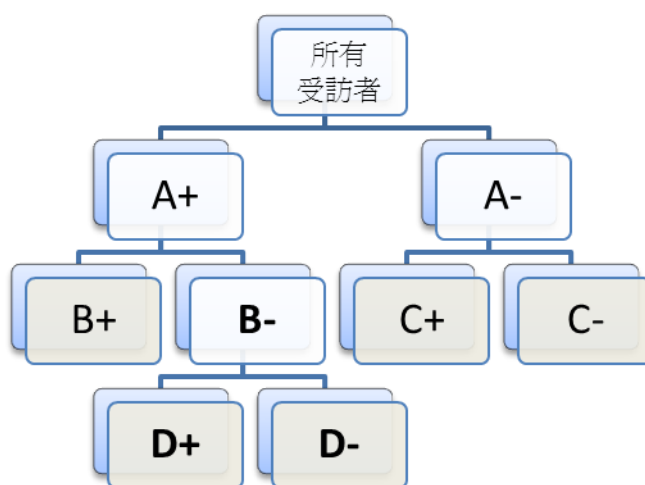 所有
受訪者
A+
A-
B+
B-
C+
C-
D+
D-